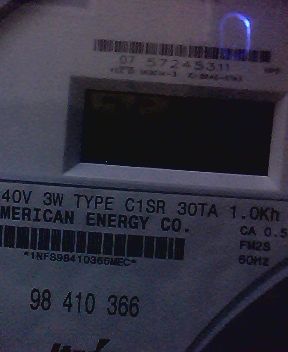 07 57245311
40V 3W TYPE C1SR 30TA 1.0Kh
MERICAN ENERGY CO.
CA 0.5
FM2S
60HZ
*1NFS98410366MEC*
98 410 366